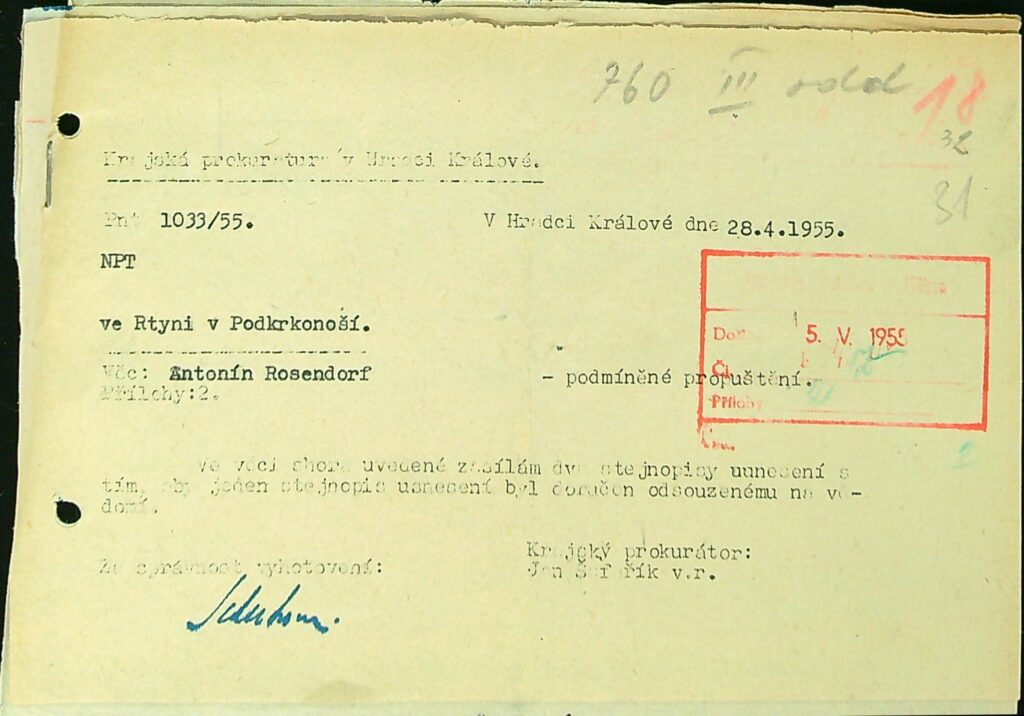 760 III odd 18
32
31
Krajská prokuratura v Hradci Králové.
Pnt 1033/55. V Hradci Králové dne 28.4.1955.
NPT
ve Rtyni v Podkrkonoší.
Věc: Antonín Rosendorf - podmíněné propuštění.
Přílohy:2.
5. V. 1955
Čj.
Přílohy
Ve věci shora uvedené zasílám dva stejnopisy uunesení s
tím, aby jeden stejnopis usnesení byl doručen odsouzenému na vě-
domí.
Za správnost vyhotovení:
Krajský prokurátor:
Jan Šafařík v.r.